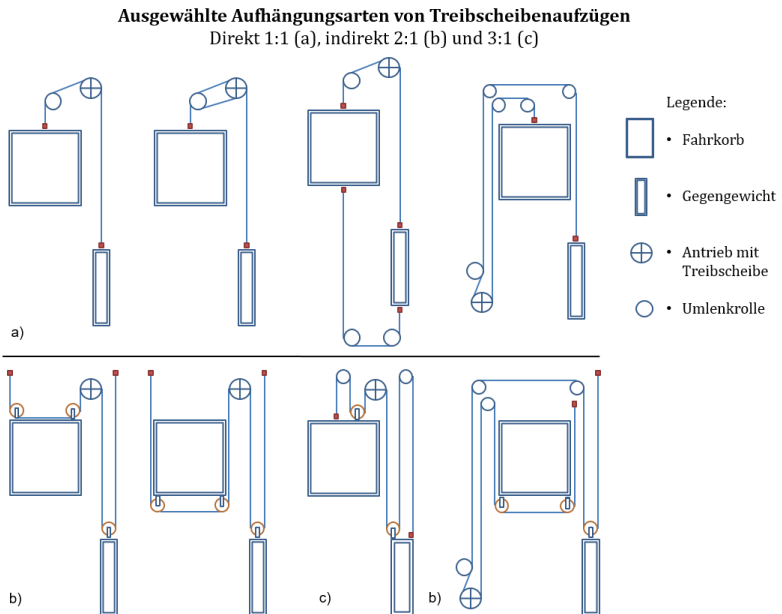 Ausgewählte Aufhängungsarten von Treibscheibenaufzügen
Direkt 1:1 (a), indirekt 2:1 (b) und 3:1 (c)
Legende:
• Fahrkorb
• Gegengewicht
• Antrieb mit
Treibscheibe
• Umlenkrolle
a)
b)
c)
b)